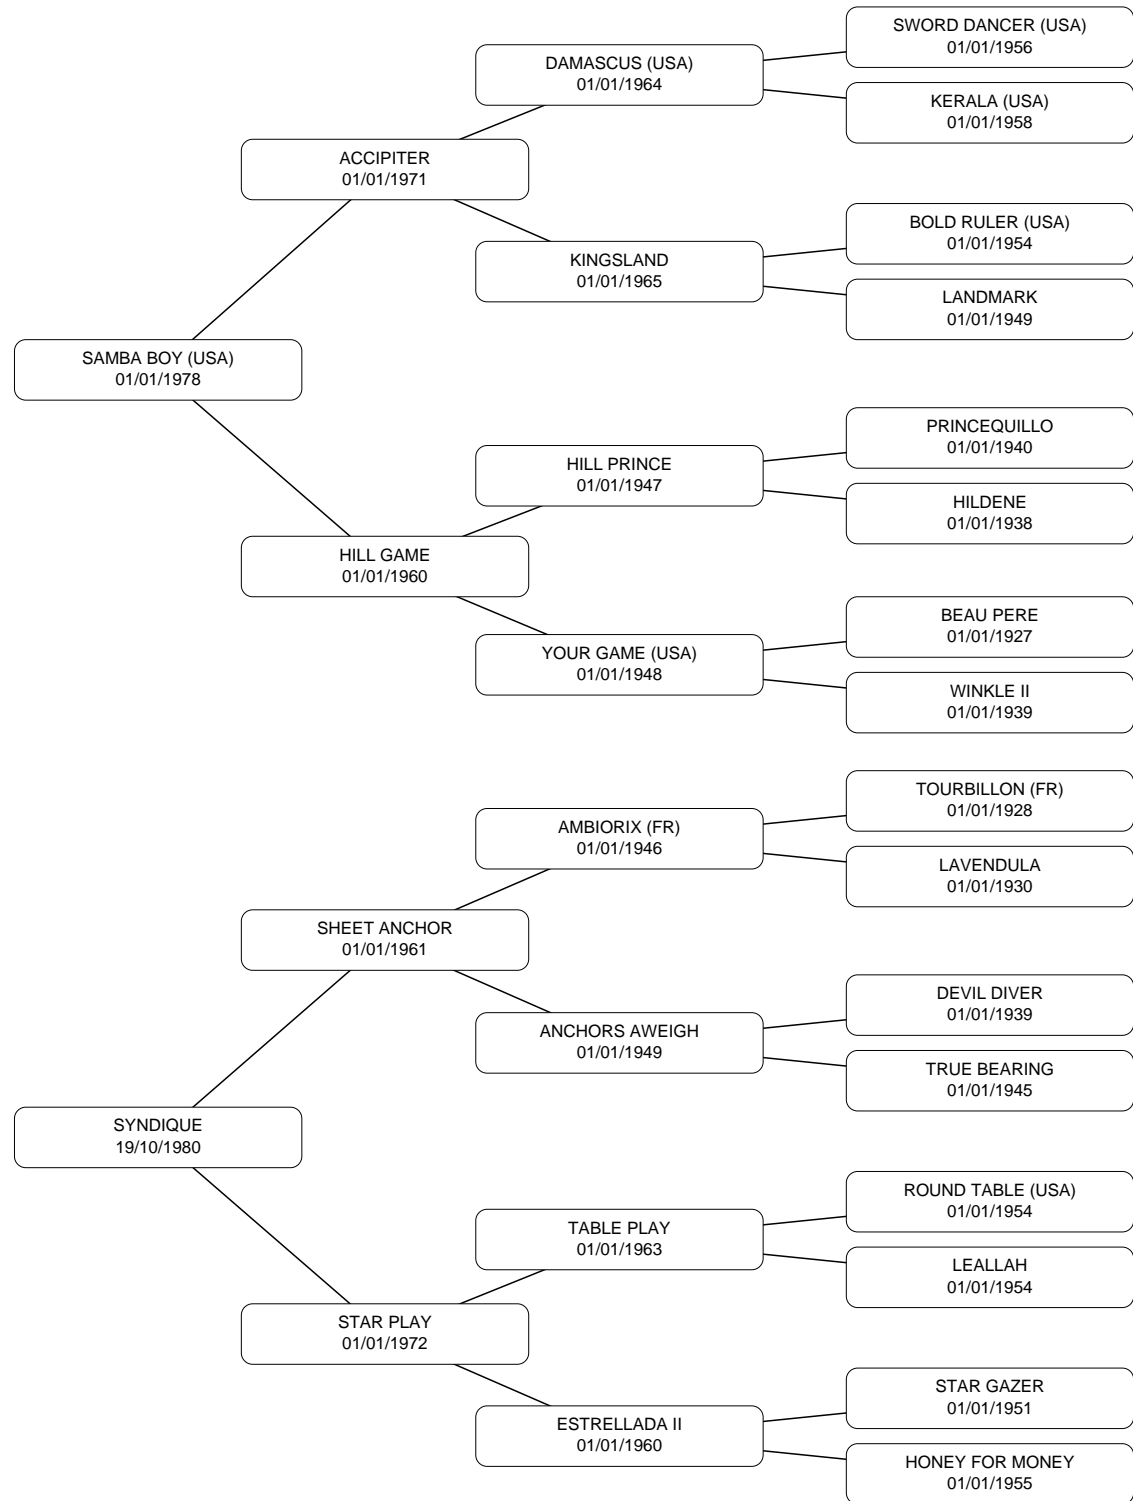 SWORD DANCER (USA)
01/01/1956
DAMASCUS (USA)
01/01/1964
KERALA (USA)
01/01/1958
ACCIPITER
01/01/1971
BOLD RULER (USA)
01/01/1954
KINGSLAND
01/01/1965
LANDMARK
01/01/1949
SAMBA BOY (USA)
01/01/1978
PRINCEQUILLO
01/01/1940
HILL PRINCE
01/01/1947
HILDENE
01/01/1938
HILL GAME
01/01/1960
BEAU PERE
01/01/1927
YOUR GAME (USA)
01/01/1948
WINKLE II
01/01/1939
TOURBILLON (FR)
01/01/1928
AMBIORIX (FR)
01/01/1946
LAVENDULA
01/01/1930
SHEET ANCHOR
01/01/1961
DEVIL DIVER
01/01/1939
ANCHORS AWEIGH
01/01/1949
TRUE BEARING
01/01/1945
SYNDIQUE
19/10/1980
ROUND TABLE (USA)
01/01/1954
TABLE PLAY
01/01/1963
LEALLAH
01/01/1954
STAR PLAY
01/01/1972
STAR GAZER
01/01/1951
ESTRELLADA II
01/01/1960
HONEY FOR MONEY
01/01/1955